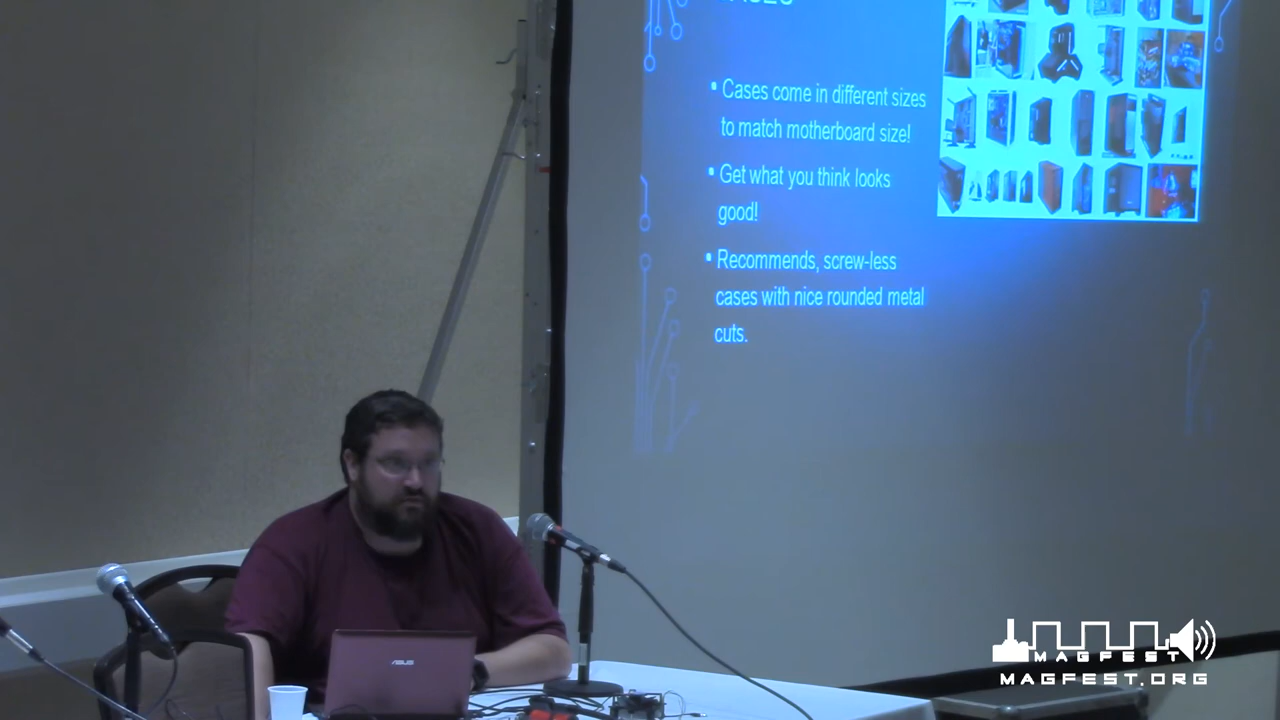 ▪ Cases come in different sizes
to match motherboard size!
▪ Get what you think looks
good!
▪ Recommends, screw-less
cases with nice rounded metal
cuts.
ASUS
MAGFEST
MAGFEST.ORG